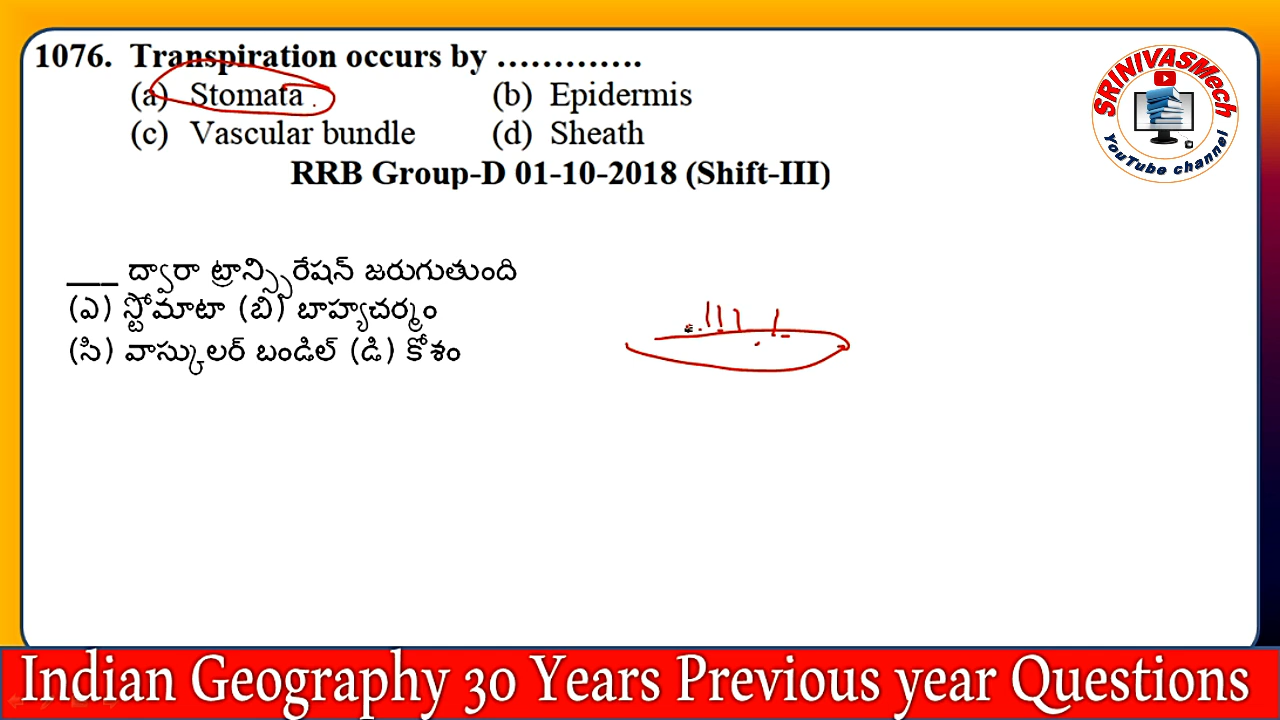 1076. Transpiration occurs by .............
(a) Stomata (b) Epidermis
(c) Vascular bundle (d) Sheath
RRB Group-D 01-10-2018 (Shift-III)
SRINIVASMech
YouTube channel
___ ద్వారా ట్రాన్స్పిరేషన్ జరుగుతుంది
(ఎ) స్టోమాటా (బి) బాహ్యచర్మం
(సి) వాస్కులర్ బండిల్ (డి) కోశం
Indian Geography 30 Years Previous year Questions